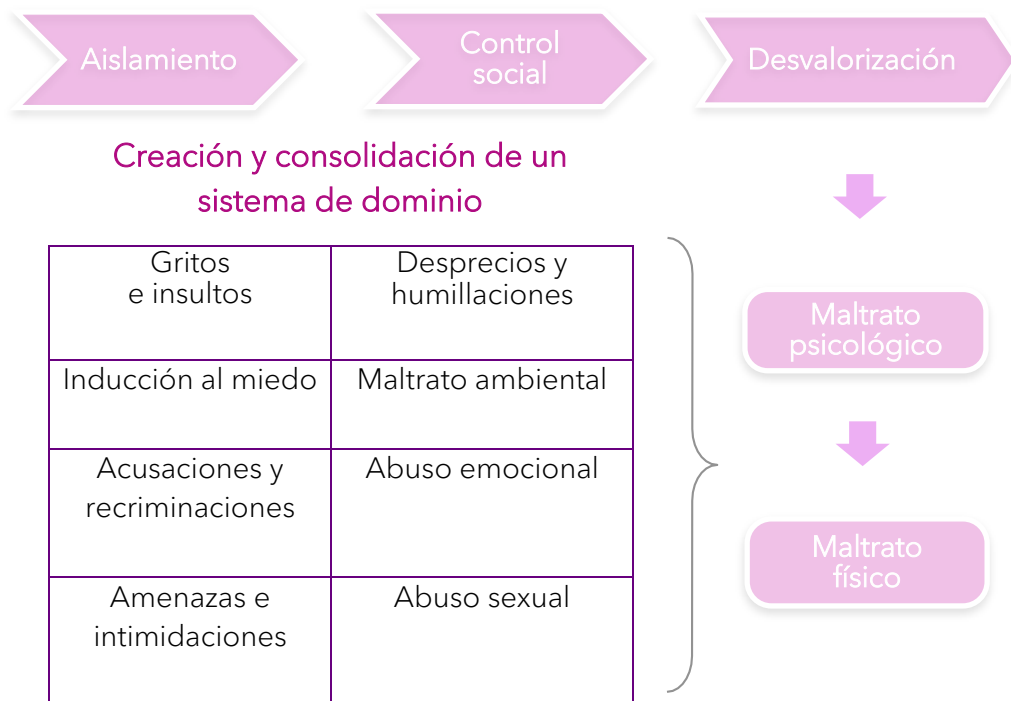 Aislamiento
Control
social
Desvalorización
Creación y consolidación de un
sistema de dominio
Gritos
e insultos
Desprecios y
humillaciones
Inducción al miedo
Maltrato ambiental
Acusaciones y
recriminaciones
Abuso emocional
Amenazas e
intimidaciones
Abuso sexual
Maltrato
psicológico
Maltrato
físico